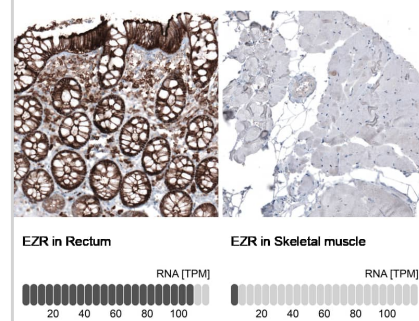 EZR in Rectum
EZR in Skeletal muscle
RNA [TPM]
RNA [TPM]
20 40 60 80 100
20 40 60 80 100